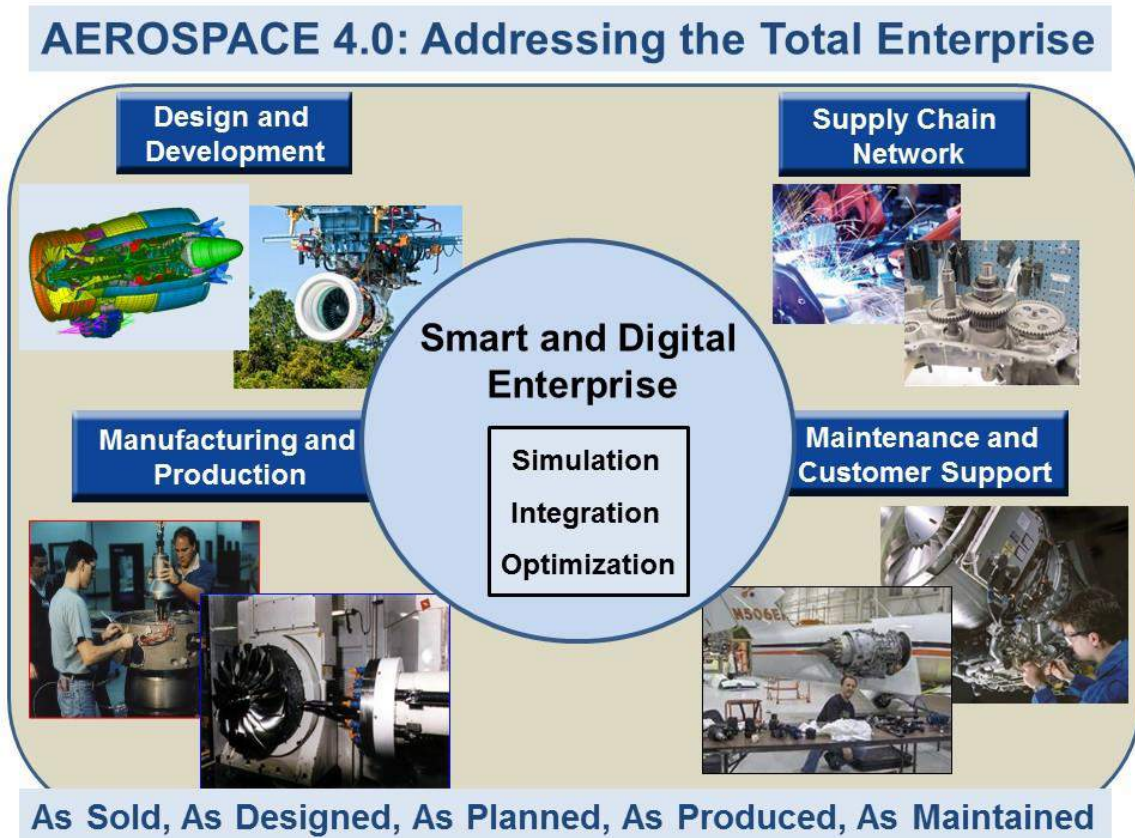 AEROSPACE 4.0: Addressing the Total Enterprise
Design and
Development
Supply Chain
Network
Smart and Digital
Enterprise
Simulation
Integration
Optimization
Manufacturing and
Production
Maintenance and
Customer Support
As Sold, As Designed, As Planned, As Produced, As Maintained